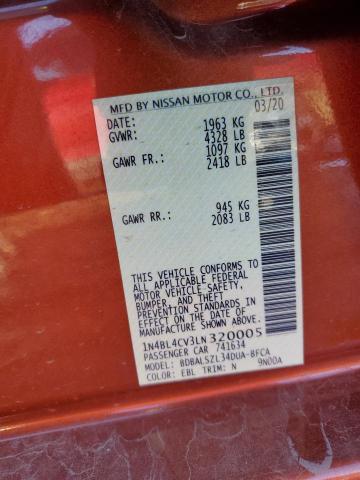 MFD BY NISSAN MOTOR CO., LTD.
DATE: 03/20
GVWR: 1963 KG
4328 LB
GAWR FR.: 1097 KG
2418 LB
GAWR RR.: 945 KG
2083 LB
THIS VEHICLE CONFORMS TO
ALL APPLICABLE FEDERAL
MOTOR VEHICLE SAFETY,
BUMPER, AND THEFT
PREVENTION STANDARDS IN
EFFECT ON THE DATE OF
MANUFACTURE SHOWN ABOVE.
1N4BL4CV3LN320005
PASSENGER CAR 741634
MODEL: BDBALSZL34DUA-BFCA
COLOR: EBL TRIM: N 9N00A